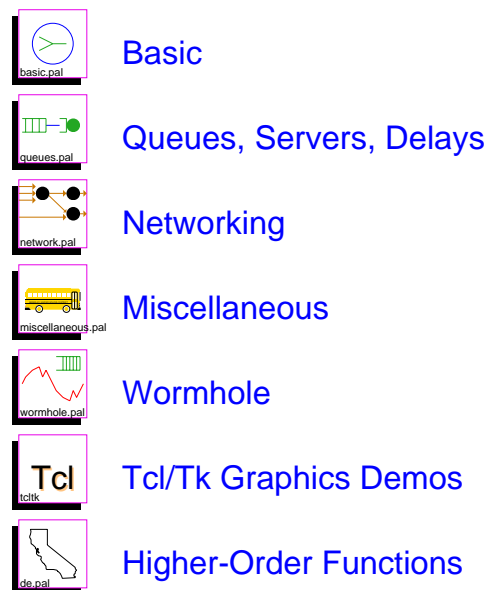 basic.pal
Basic
queues.pal
Queues, Servers, Delays
network.pal
Networking
miscellaneous.pal
Miscellaneous
wormhole.pal
Wormhole
Tcl
tcltk
Tcl/Tk Graphics Demos
de.pal
Higher-Order Functions